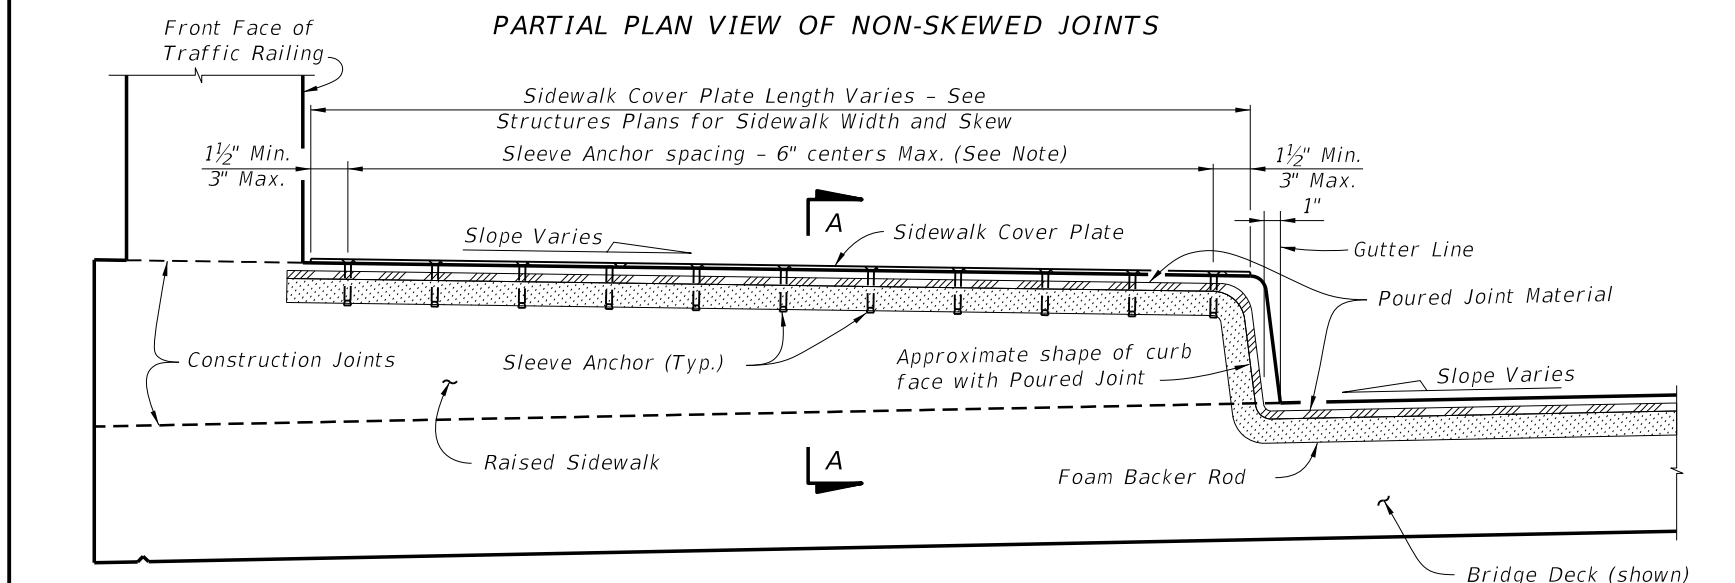 PARTIAL PLAN VIEW OF NON-SKEWED JOINTS
Front Face of
Traffic Railing
Sidewalk Cover Plate Length Varies – See
Structures Plans for Sidewalk Width and Skew
1½" Min.
3" Max.
Sleeve Anchor spacing – 6" centers Max. (See Note)
1½" Min.
3" Max.
1"
A
Slope Varies
Sidewalk Cover Plate
Gutter Line
Poured Joint Material
Construction Joints
Sleeve Anchor (Typ.)
Approximate shape of curb
face with Poured Joint
Slope Varies
Raised Sidewalk
A
Foam Backer Rod
Bridge Deck (shown)